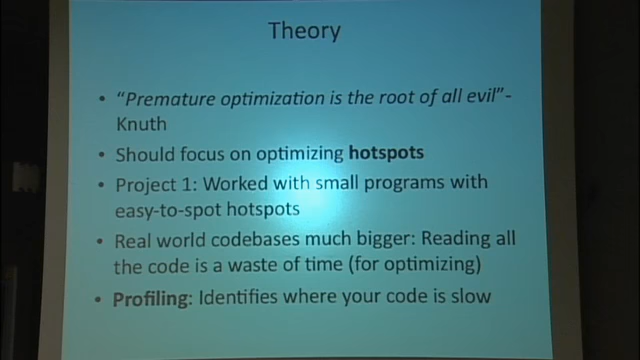 Theory
• “Premature optimization is the root of all evil”-
Knuth
• Should focus on optimizing hotspots
• Project 1: Worked with small programs with
easy-to-spot hotspots
• Real world codebases much bigger: Reading all
the code is a waste of time (for optimizing)
• Profiling: Identifies where your code is slow